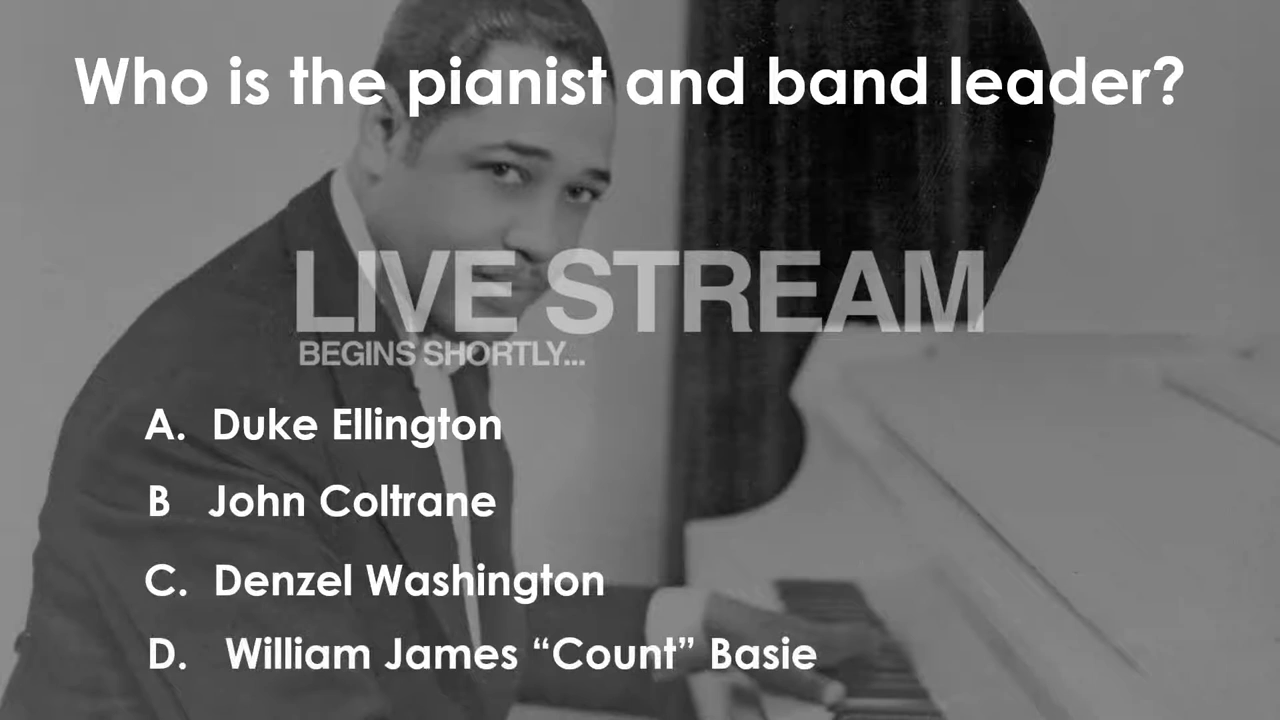 Who is the pianist and band leader?
LIVE STREAM
BEGINS SHORTLY...
A. Duke Ellington
B John Coltrane
C. Denzel Washington
D. William James “Count” Basie